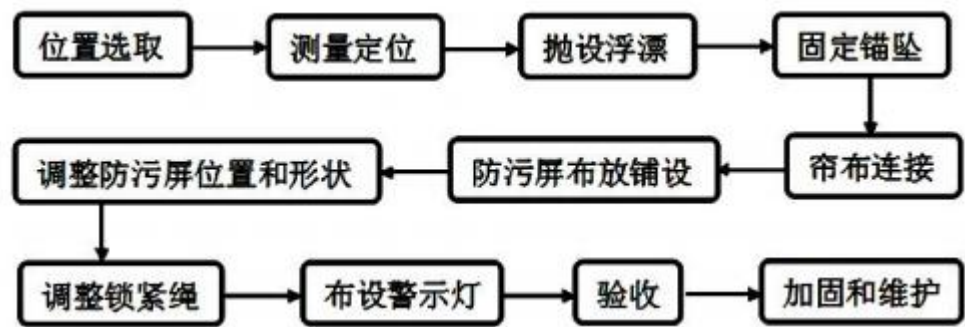 位置选取
测量定位
抛设浮漂
固定锚坠
帘布连接
防污屏布放铺设
调整防污屏位置和形状
调整锁紧绳
布设警示灯
验收
加固和维护